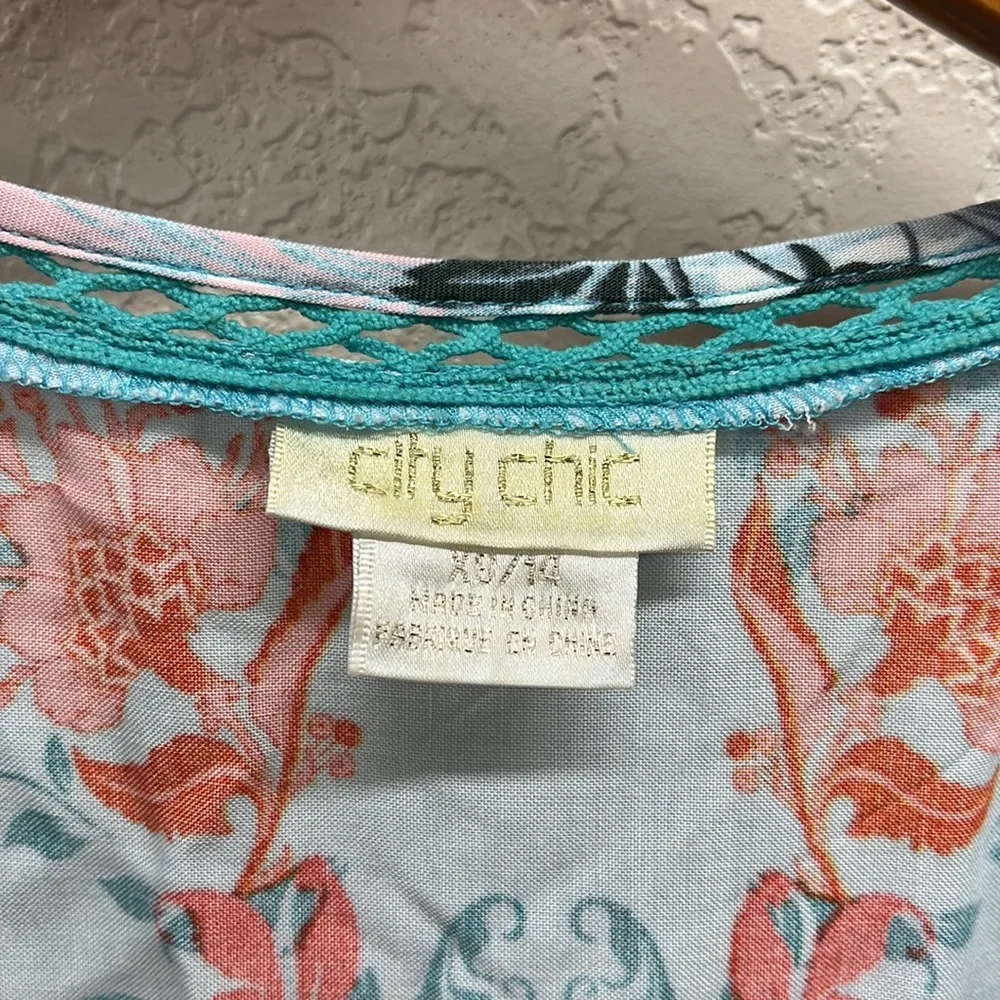 city chic
XS/14
MADE IN CHINA
FABRIQUE EN CHINE